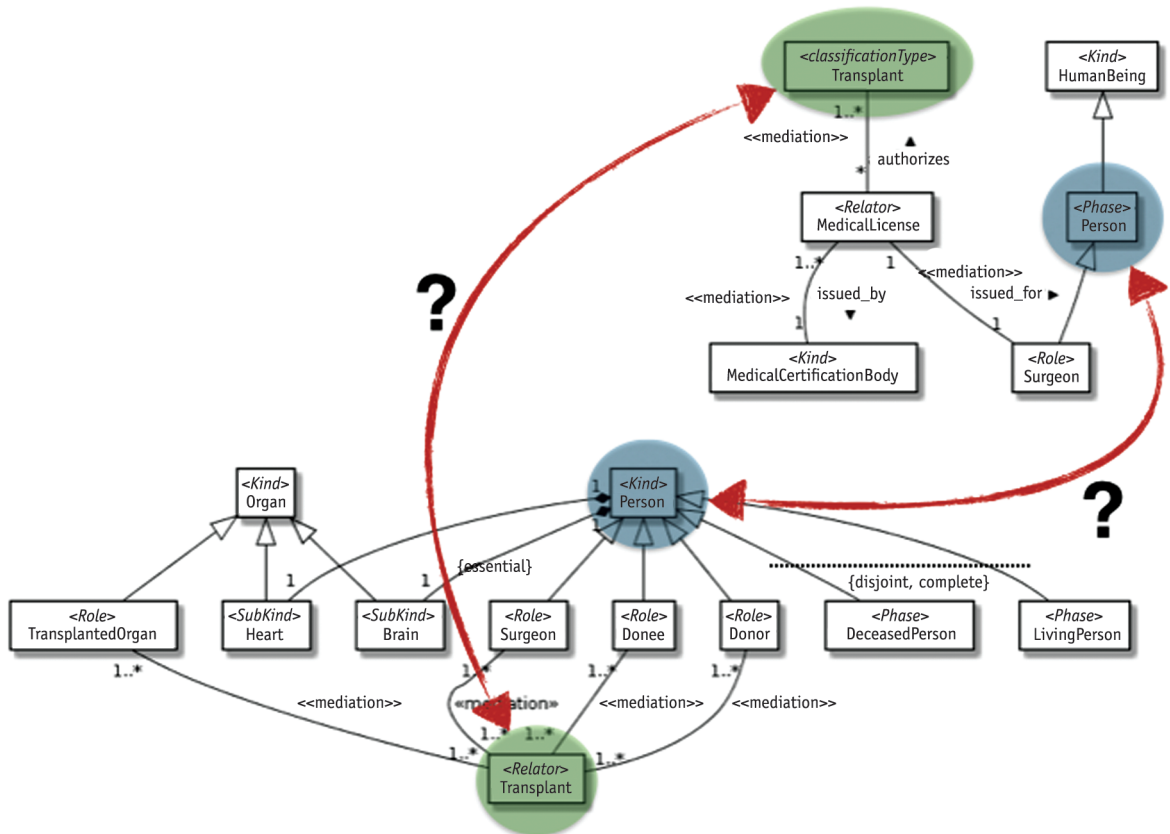 <classificationType>
Transplant
<Kind>
HumanBeing
1..*
<<mediation>>
▲
authorizes
*
<Relator>
MedicalLicense
<Phase>
Person
1..*
1
<<mediation>>
<<mediation>>
issued_by
issued_for ►
▼
1
1
<Kind>
MedicalCertificationBody
<Role>
Surgeon
?
<Kind>
Organ
1
<Kind>
Person
1
?
{essential}
1
1
{disjoint, complete}
<Role>
TransplantedOrgan
<SubKind>
Heart
<SubKind>
Brain
<Role>
Surgeon
<Role>
Donee
<Role>
Donor
<Phase>
DeceasedPerson
<Phase>
LivingPerson
1..*
1..*
1..*
1..*
<<mediation>>
«mediation»
<<mediation>>
<<mediation>>
1..*
1..*
1..*
1..*
<Relator>
Transplant